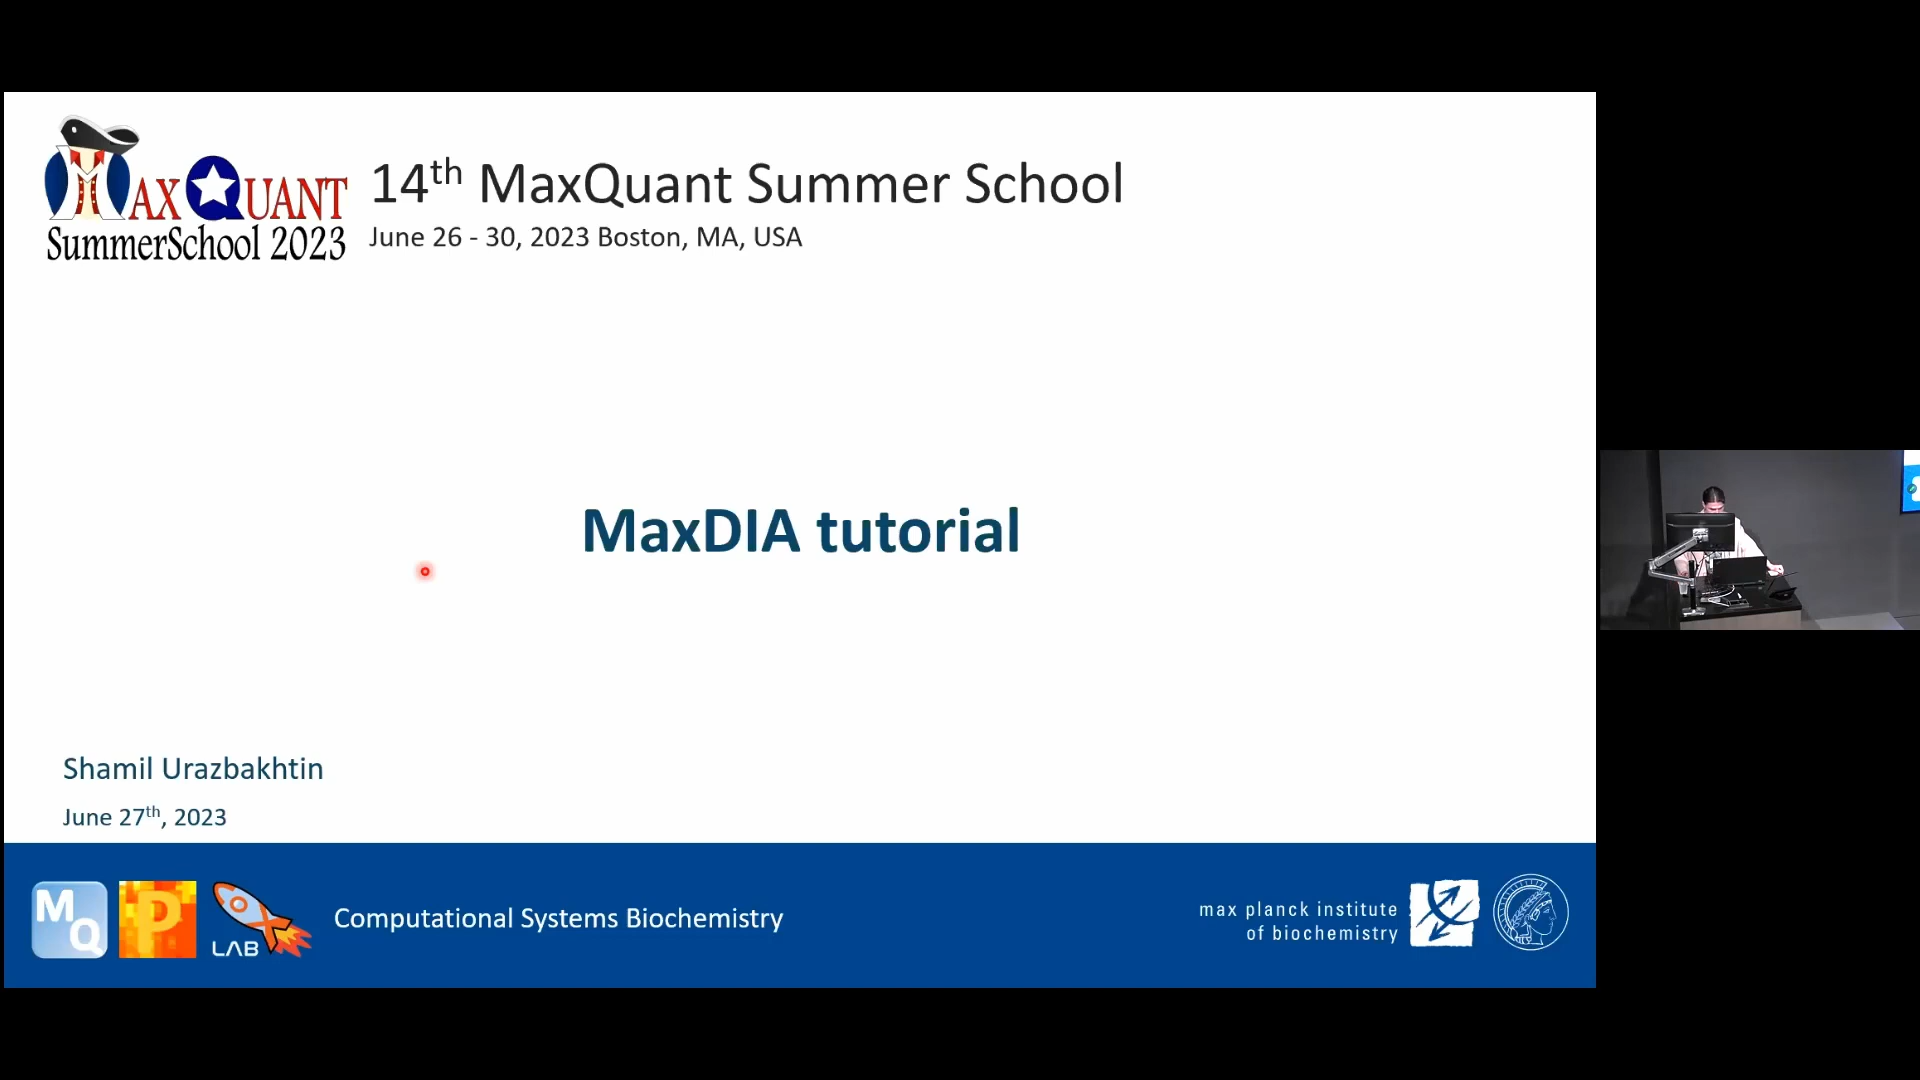 MAXQUANT
SummerSchool 2023
14th MaxQuant Summer School
June 26 - 30, 2023 Boston, MA, USA
MaxDIA tutorial
Shamil Urazbakhtin
June 27th, 2023
MQ
P
LAB
Computational Systems Biochemistry
max planck institute
of biochemistry